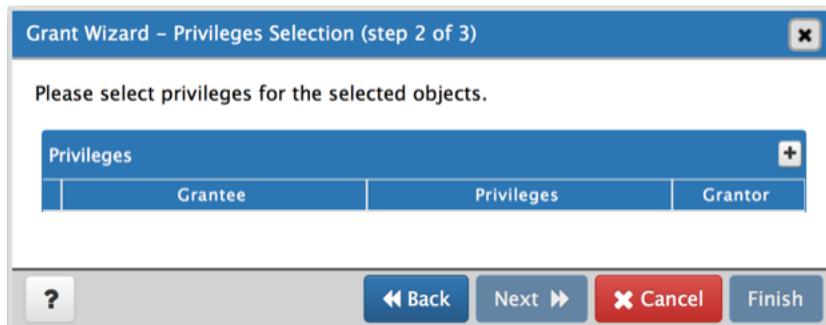 Grant Wizard – Privileges Selection (step 2 of 3)
Please select privileges for the selected objects.
Privileges
Grantee Privileges Grantor
? Back Next Cancel Finish